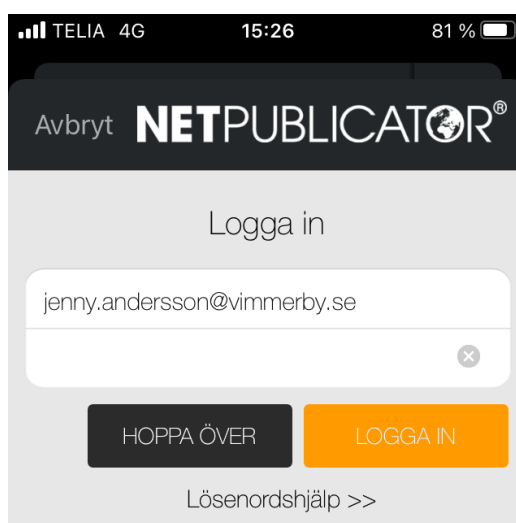 TELIA 4G 15:26 81 %
Avbryt NETPUBLICATOR®
Logga in
jenny.andersson@vimmerby.se
HOPPA ÖVER LOGGA IN
Lösenordshjälp >>